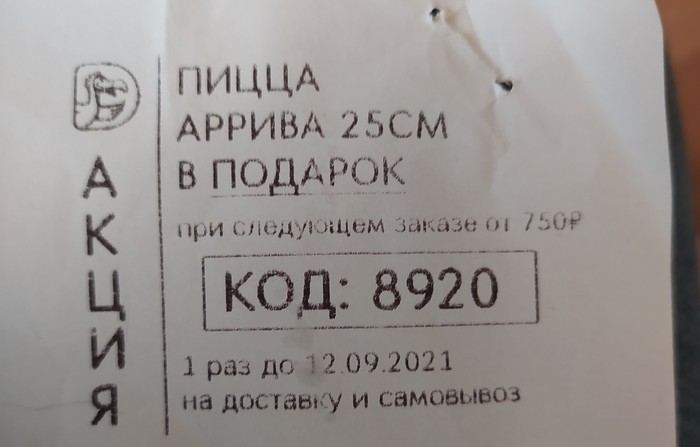 АКЦИЯ
ПИЦЦА
АРРИВА 25СМ
В ПОДАРОК
при следующем заказе от 750₽
КОД: 8920
1 раз до 12.09.2021
на доставку и самовывоз